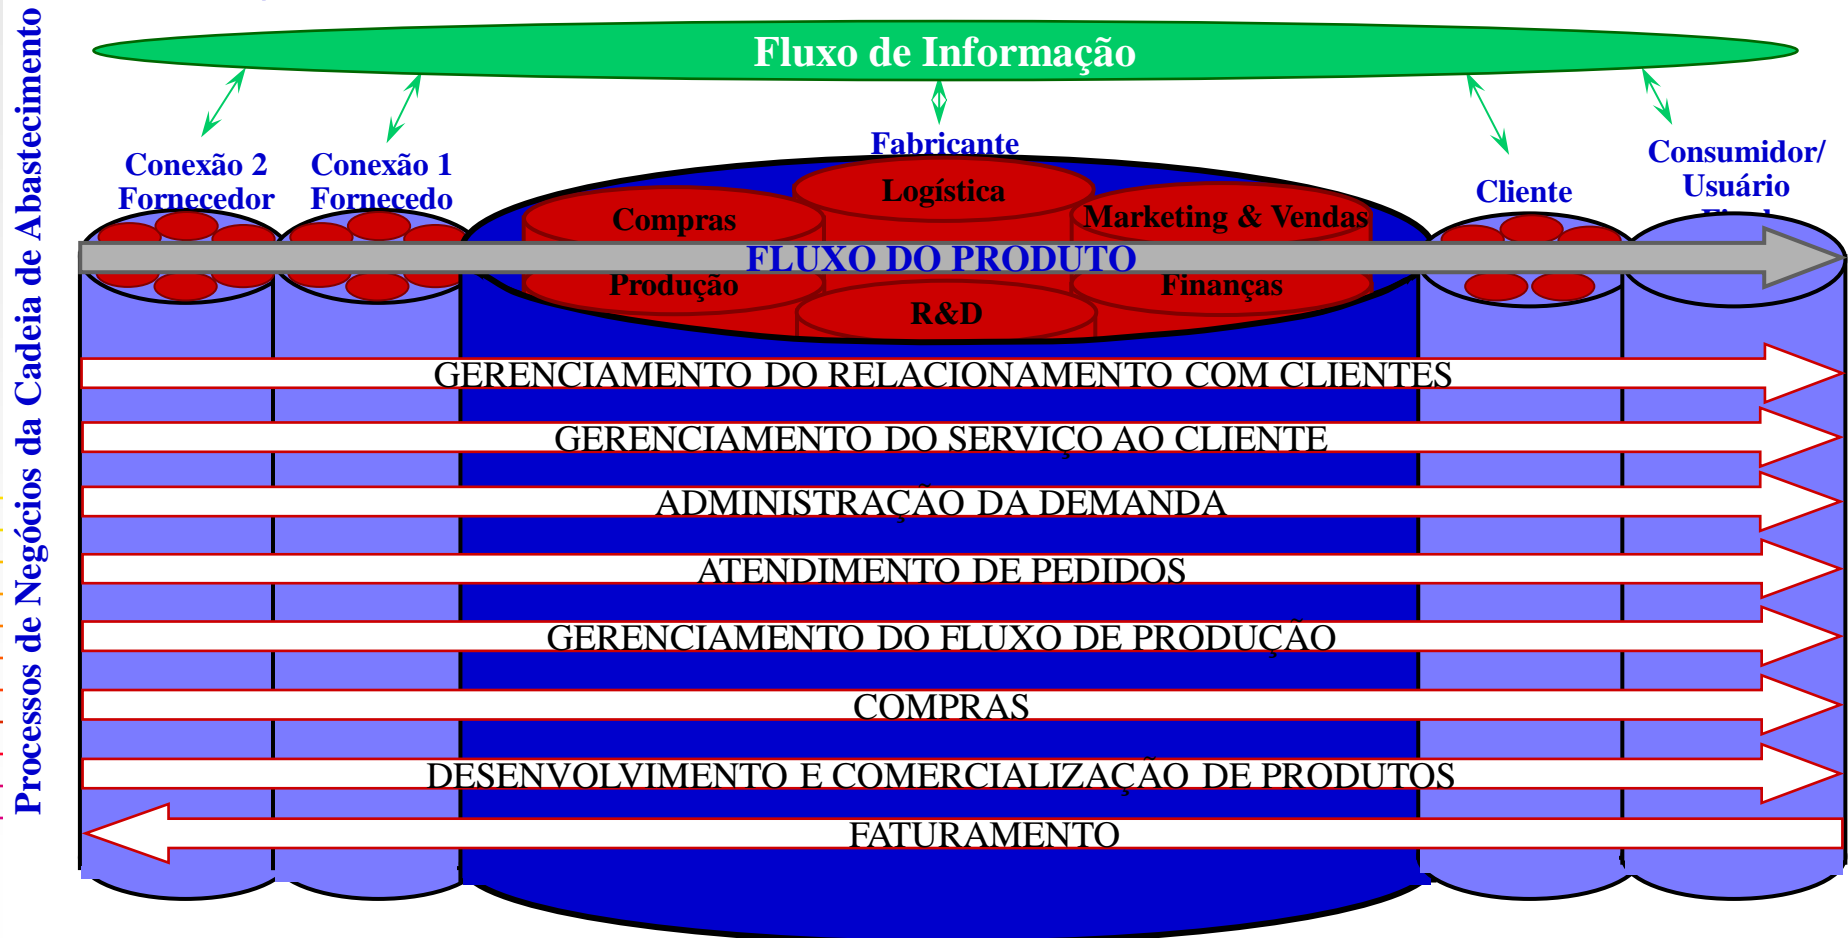 Processos de Negócios da Cadeia de Abastecimento
Fluxo de Informação
Conexão 2
Fornecedor
Conexão 1
Fornecedo
Fabricante
Cliente
Consumidor/
Usuário
Logística
Compras
Marketing & Vendas
FLUXO DO PRODUTO
Produção
Finanças
R&D
GERENCIAMENTO DO RELACIONAMENTO COM CLIENTES
GERENCIAMENTO DO SERVIÇO AO CLIENTE
ADMINISTRAÇÃO DA DEMANDA
ATENDIMENTO DE PEDIDOS
GERENCIAMENTO DO FLUXO DE PRODUÇÃO
COMPRAS
DESENVOLVIMENTO E COMERCIALIZAÇÃO DE PRODUTOS
FATURAMENTO